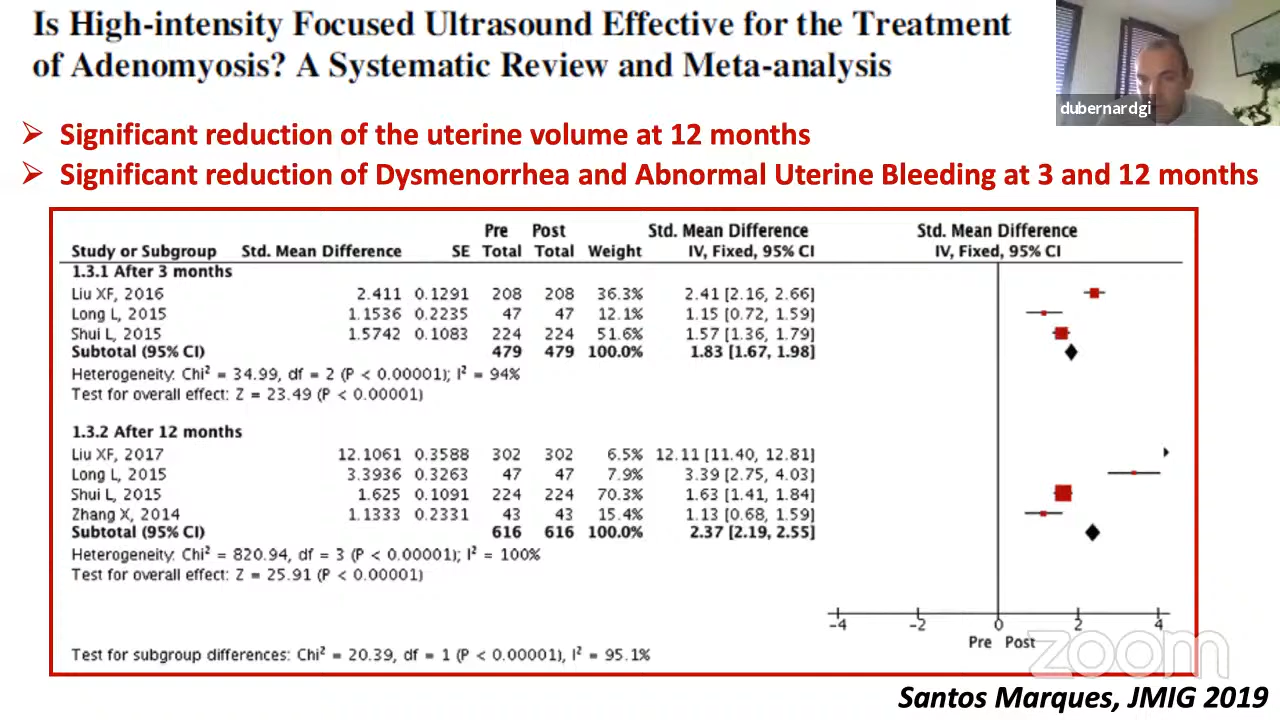 Is High-intensity Focused Ultrasound Effective for the Treatment
of Adenomyosis? A Systematic Review and Meta-analysis
dubernardgi
➢ Significant reduction of the uterine volume at 12 months
➢ Significant reduction of Dysmenorrhea and Abnormal Uterine Bleeding at 3 and 12 months
Pre Post Std. Mean Difference Std. Mean Difference
Study or Subgroup Std. Mean Difference SE Total Total Weight IV, Fixed, 95% CI IV, Fixed, 95% CI
1.3.1 After 3 months
Liu XF, 2016 2.411 0.1291 208 208 36.3% 2.41 [2.16, 2.66]
Long L, 2015 1.1536 0.2235 47 47 12.1% 1.15 [0.72, 1.59]
Shui L, 2015 1.5742 0.1083 224 224 51.6% 1.57 [1.36, 1.79]
Subtotal (95% CI) 479 479 100.0% 1.83 [1.67, 1.98]
Heterogeneity: Chi² = 34.99, df = 2 (P < 0.00001); I² = 94%
Test for overall effect: Z = 23.49 (P < 0.00001)
1.3.2 After 12 months
Liu XF, 2017 12.1061 0.3588 302 302 6.5% 12.11 [11.40, 12.81]
Long L, 2015 3.3936 0.3263 47 47 7.9% 3.39 [2.75, 4.03]
Shui L, 2015 1.625 0.1091 224 224 70.3% 1.63 [1.41, 1.84]
Zhang X, 2014 1.1333 0.2331 43 43 15.4% 1.13 [0.68, 1.59]
Subtotal (95% CI) 616 616 100.0% 2.37 [2.19, 2.55]
Heterogeneity: Chi² = 820.94, df = 3 (P < 0.00001); I² = 100%
Test for overall effect: Z = 25.91 (P < 0.00001)
-4 -2 0 2 4
Pre Post
Test for subgroup differences: Chi² = 20.39, df = 1 (P < 0.00001), I² = 95.1%
zoom
Santos Marques, JMIG 2019